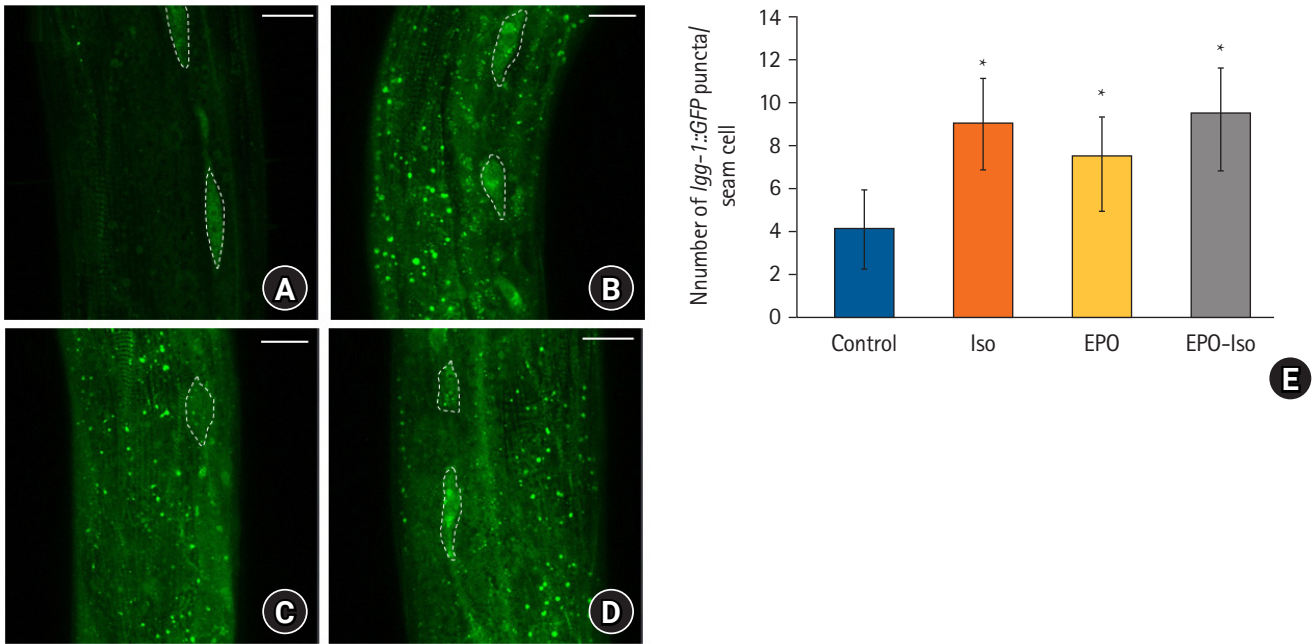 A
B
C
D
14
12
10
8
6
4
2
0
Nnumber of lgg-1::GFP puncta/
seam cell
*
*
*
Control
Iso
EPO
EPO-Iso
E